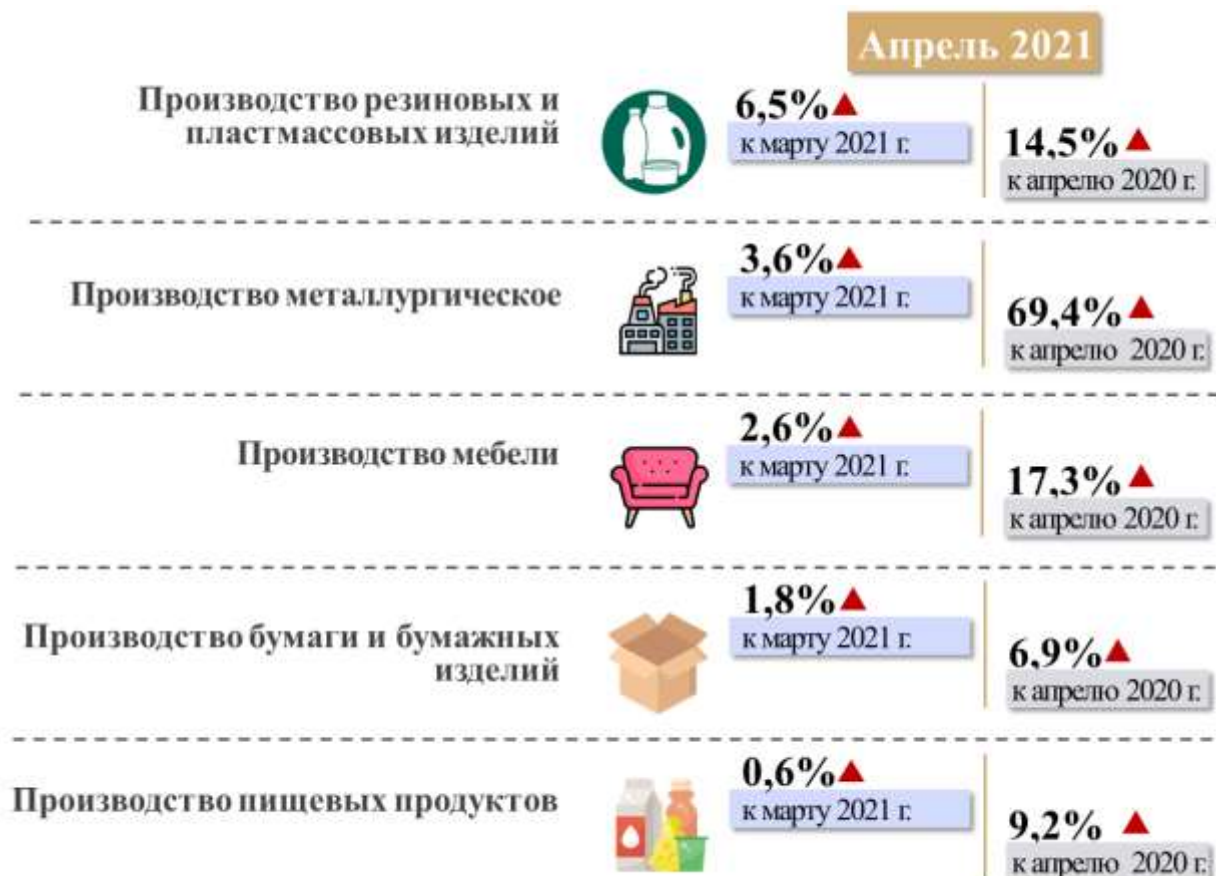 Апрель 2021
Производство резиновых и
пластмассовых изделий
6,5%
к марту 2021 г.
14,5%
к апрелю 2020 г.
Производство металлургическое
3,6%
к марту 2021 г.
69,4%
к апрелю 2020 г.
Производство мебели
2,6%
к марту 2021 г.
17,3%
к апрелю 2020 г.
Производство бумаги и бумажных
изделий
1,8%
к марту 2021 г.
6,9%
к апрелю 2020 г.
Производство пищевых продуктов
0,6%
к марту 2021 г.
9,2%
к апрелю 2020 г.